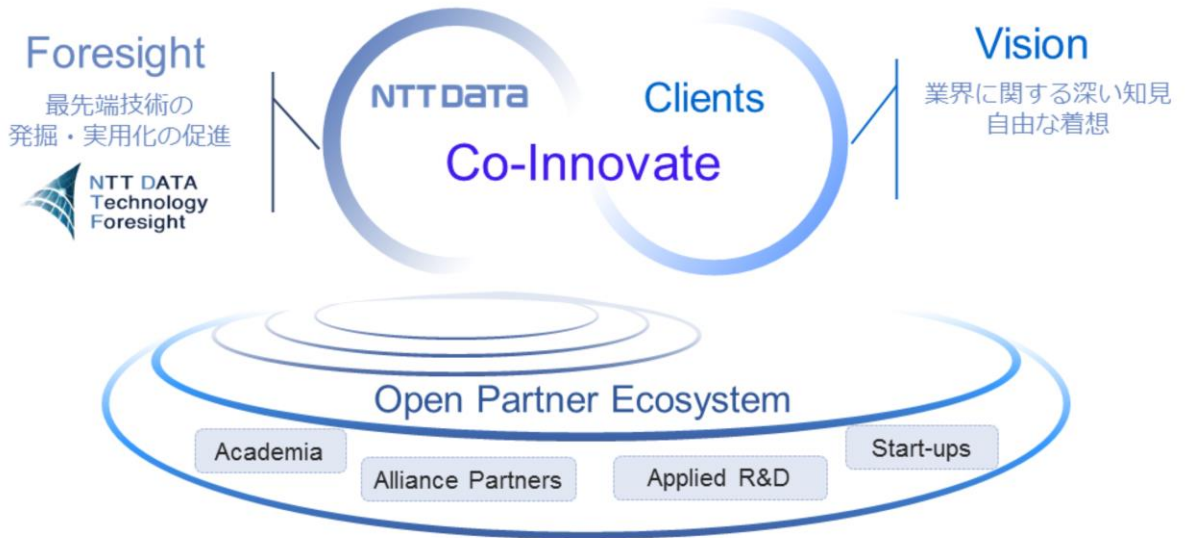 Foresight
最先端技術の
発掘・実用化の促進
NTT DATA
Technology
Foresight
NTT DATA
Clients
Co-Innovate
Vision
業界に関する深い知見
自由な着想
Open Partner Ecosystem
Academia
Alliance Partners
Applied R&D
Start-ups